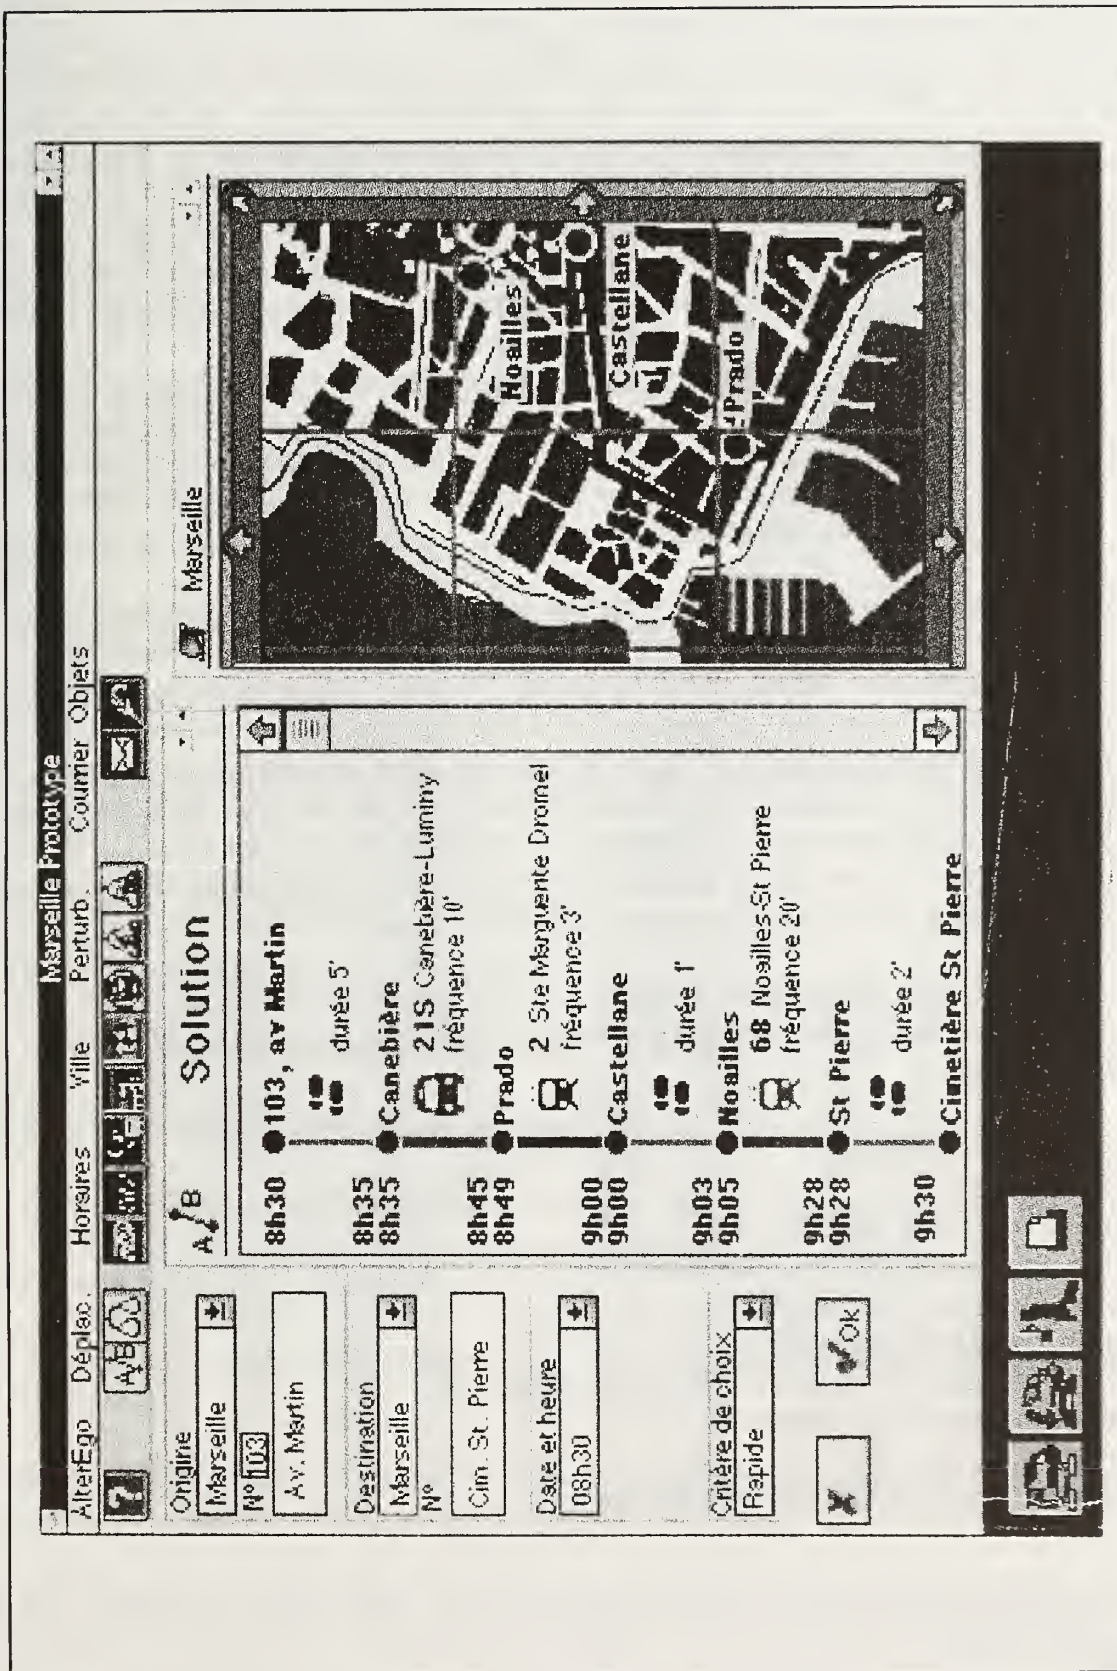 Marseille Prototype
AlterEgo Déplac. Horaires Ville Perturb. Courrier Objets
?
A B
Origine
Marseille
N° 103
Av. Martin
Destination
Marseille
N°
Cim. St. Pierre
Date et heure
08h30
Critère de choix
Rapide
X
Ok
A B Solution
8h30 103, av Martin
durée 5'
8h35
8h35 Canebière
21S Canebière-Luminy
fréquence 10'
8h45
8h49 Prado
2 Ste Marguerite Dromel
fréquence 3'
9h00
9h00 Castellane
durée 1'
9h03
9h05 Noailles
68 Noailles-St Pierre
fréquence 20'
9h28
9h28 St Pierre
durée 2'
9h30 Cimetière St Pierre
Marseille
Noailles
Castellane
Prado